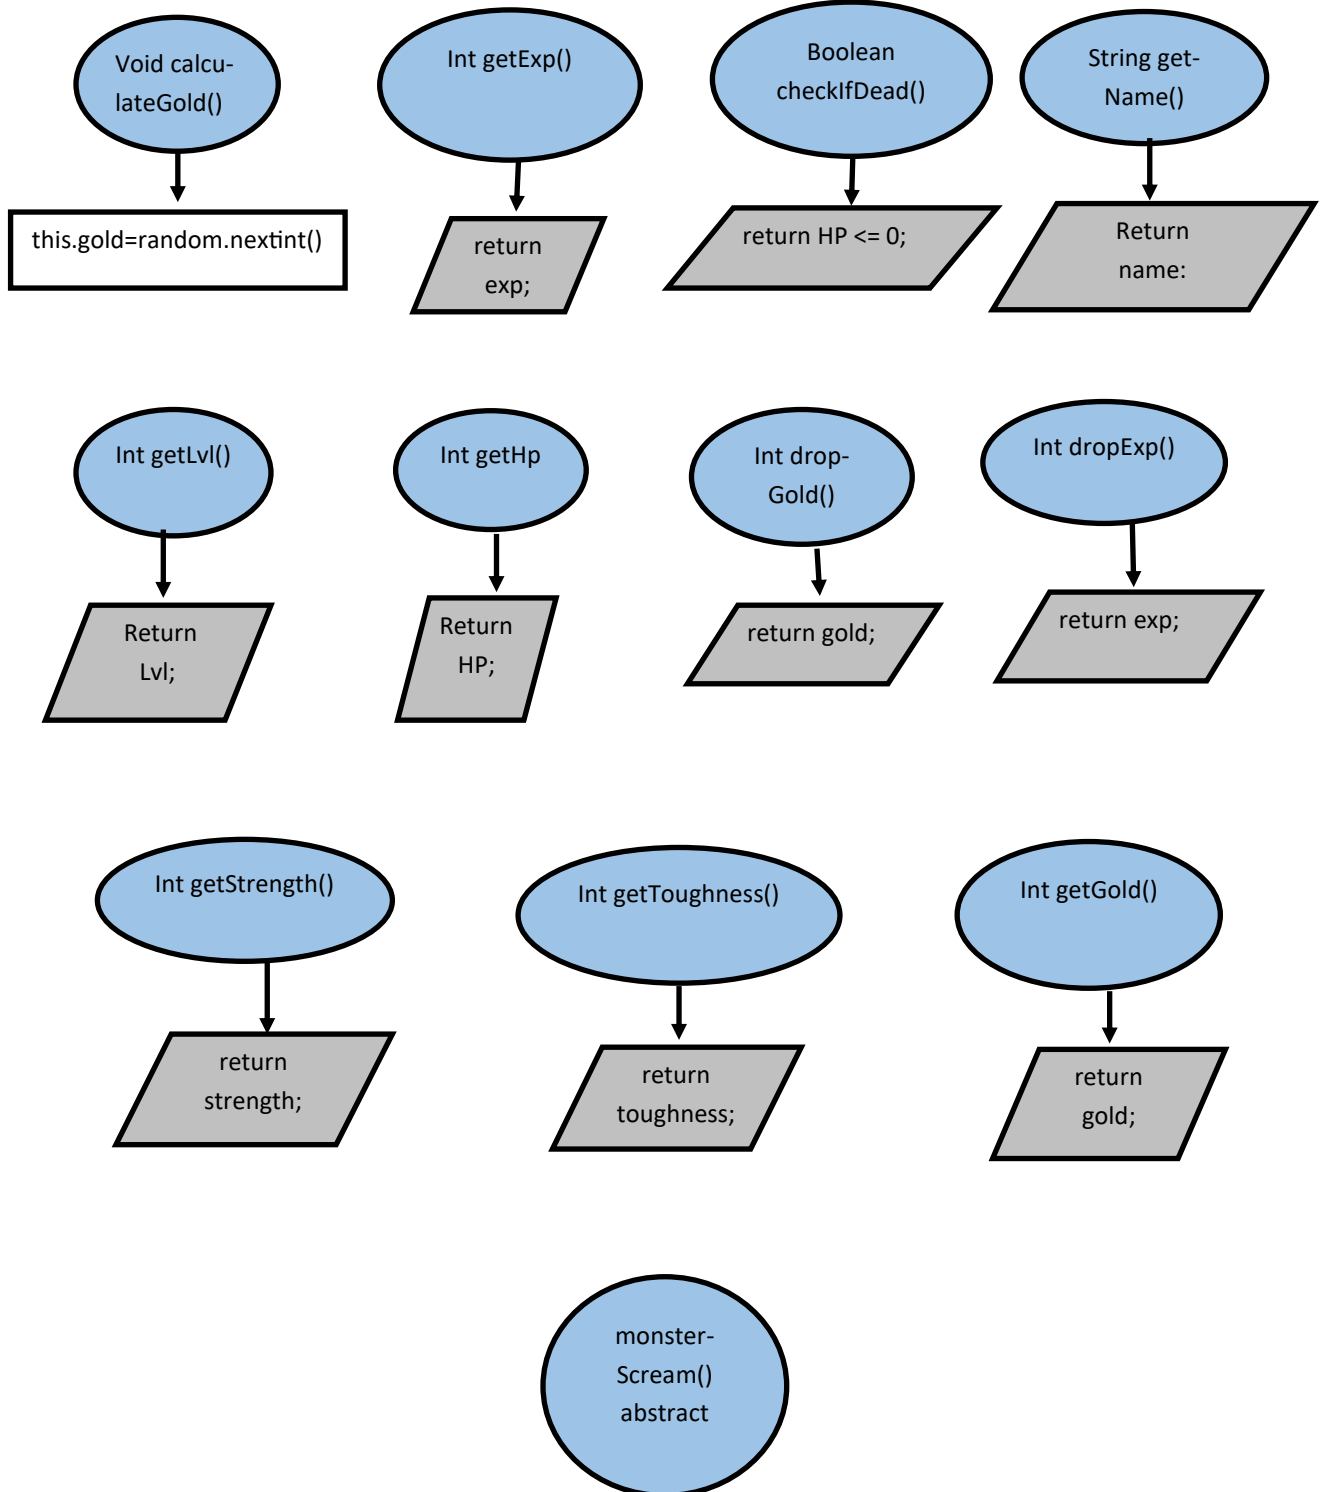 Void calcu-
lateGold()
this.gold=random.nextint()
Int getExp()
return
exp;
Boolean
checkIfDead()
return HP <= 0;
String get-
Name()
Return
name:
Int getLvl()
Return
Lvl;
Int getHp
Return
HP;
Int drop-
Gold()
return gold;
Int dropExp()
return exp;
Int getStrength()
return
strength;
Int getToughness()
return
toughness;
Int getGold()
return
gold;
monster-
Scream()
abstract